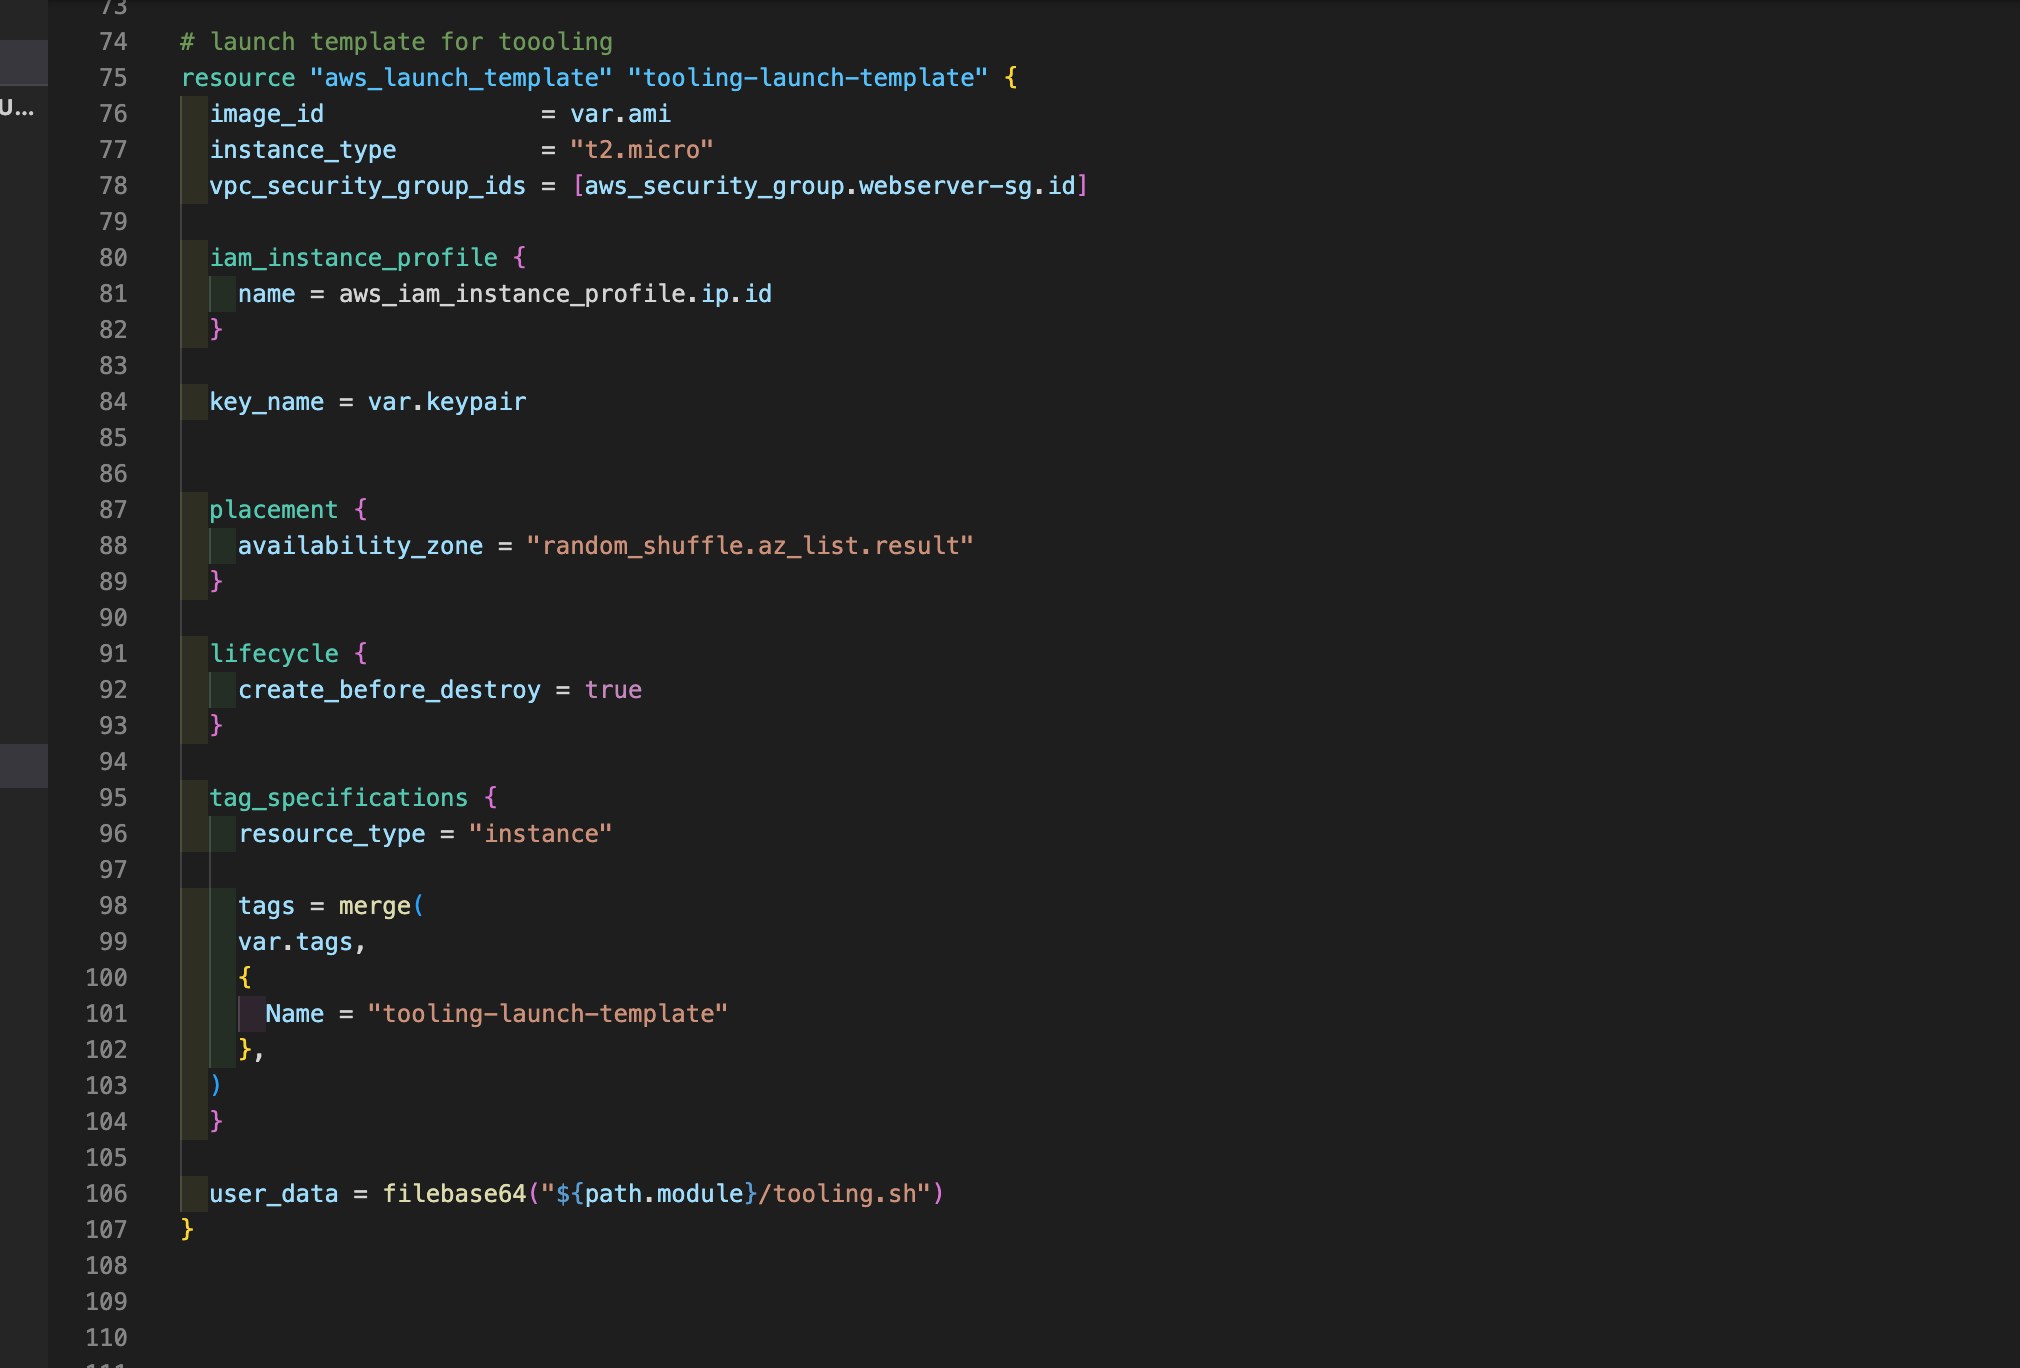 73
74 # launch template for toooling
75 resource "aws_launch_template" "tooling-launch-template" {
U...
76 image_id = var.ami
77 instance_type = "t2.micro"
78 vpc_security_group_ids = [aws_security_group.webserver-sg.id]
79
80 iam_instance_profile {
81 name = aws_iam_instance_profile.ip.id
82 }
83
84 key_name = var.keypair
85
86
87 placement {
88 availability_zone = "random_shuffle.az_list.result"
89 }
90
91 lifecycle {
92 create_before_destroy = true
93 }
94
95 tag_specifications {
96 resource_type = "instance"
97
98 tags = merge(
99 var.tags,
100 {
101 Name = "tooling-launch-template"
102 },
103 )
104 }
105
106 user_data = filebase64("${path.module}/tooling.sh")
107 }
108
109
110